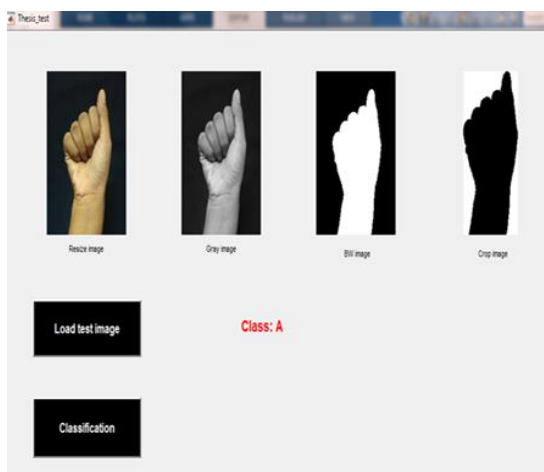 Thesis_test
Resize image
Gray image
BW image
Crop image
Load test image
Class: A
Classification